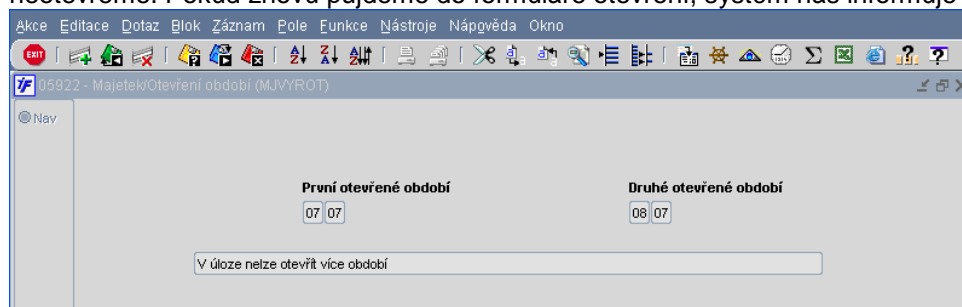 neotevřeme. Pokud znovu půjdeme do formuláře otevření, systém nás informuje
Akce Editace Dotaz Blok Záznam Pole Funkce Nástroje Nápověda Okno
EXIT
05922 - Majetek/Otevření období (MJVYROT)
Nav
První otevřené období Druhé otevřené období
07 07 08 07
V úloze nelze otevřít více období